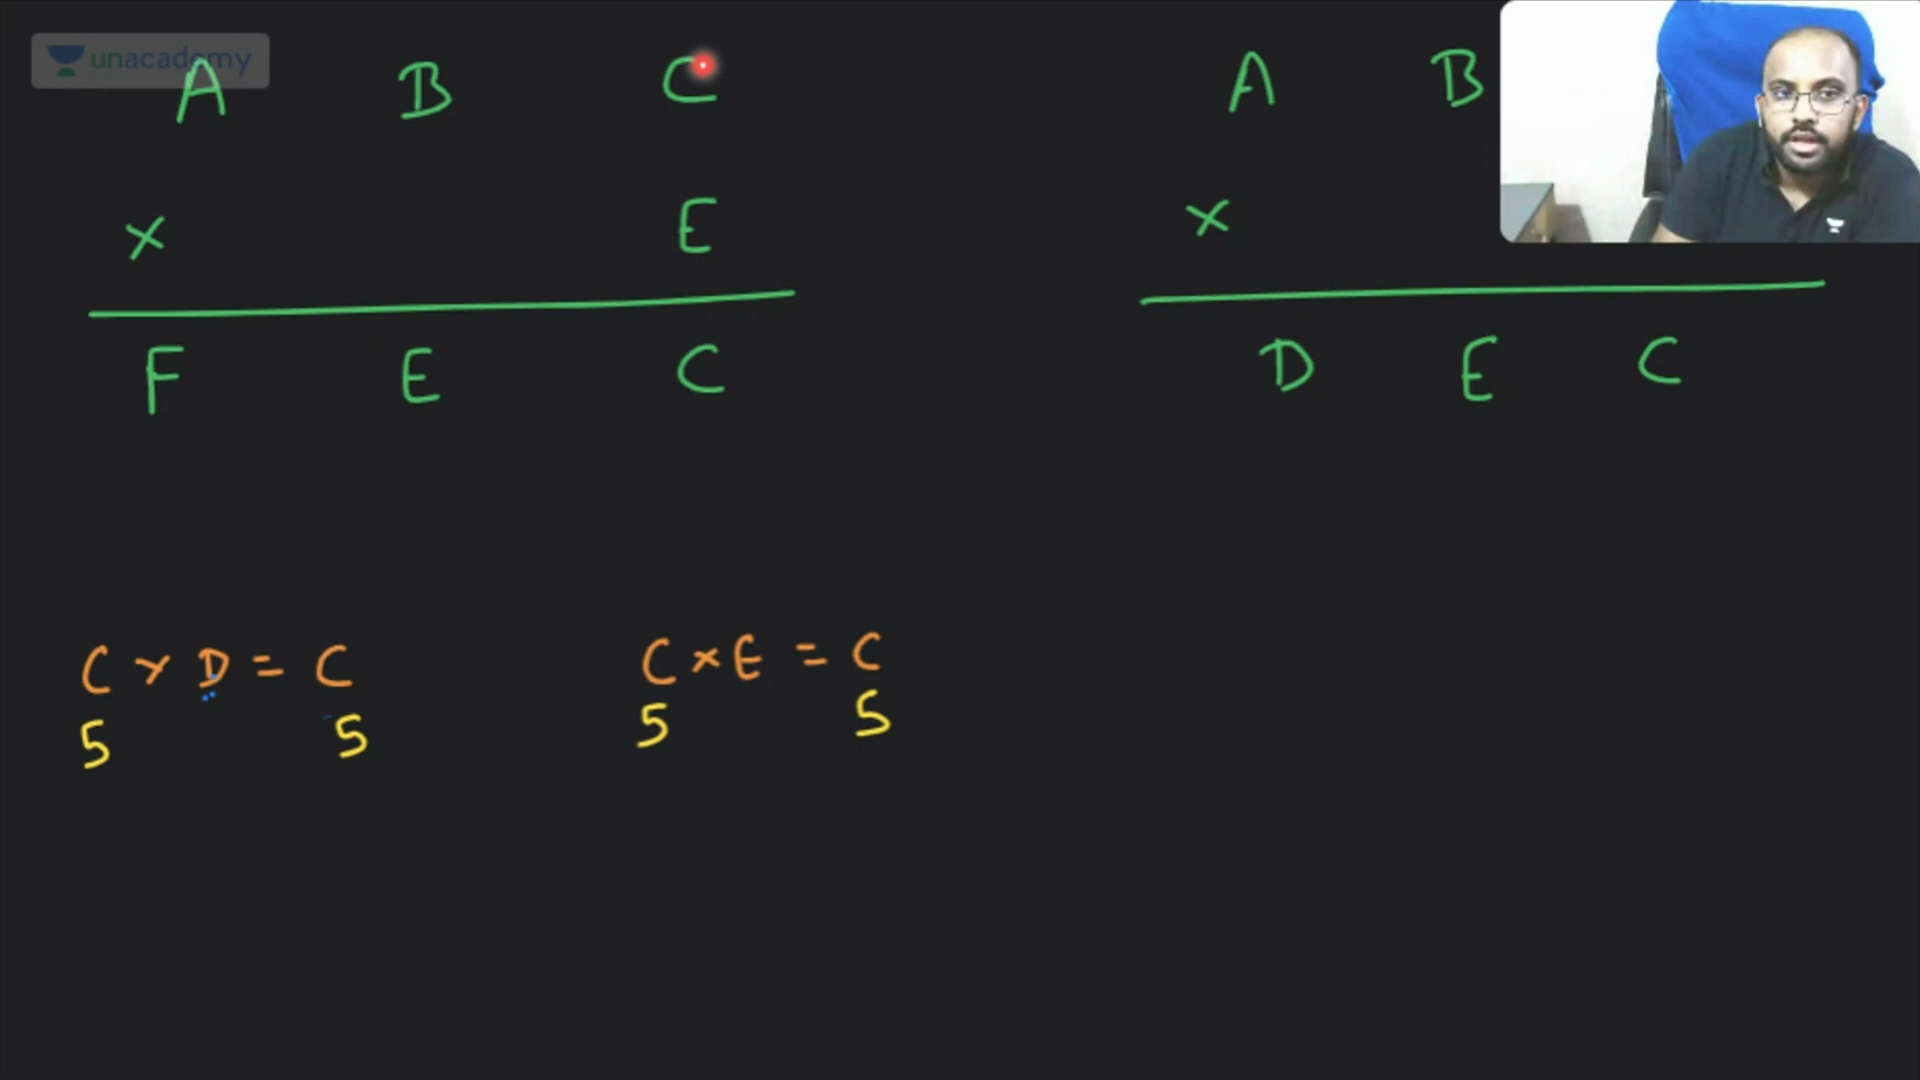 unacademy
A B C
× E
F E C
A B
×
D E C
C × D = C
5 5
C × E = C
5 5